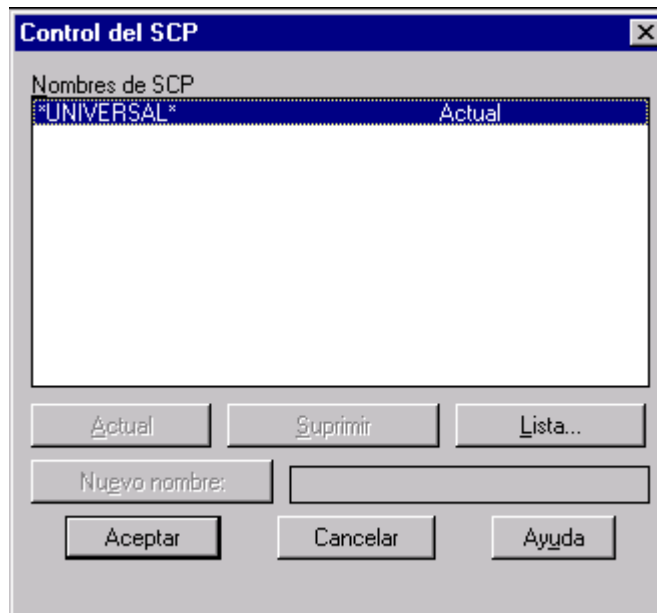 Control del SCP
Nombres de SCP
*UNIVERSAL* Actual
Actual Suprimir Lista...
Nuevo nombre:
Aceptar Cancelar Ayuda